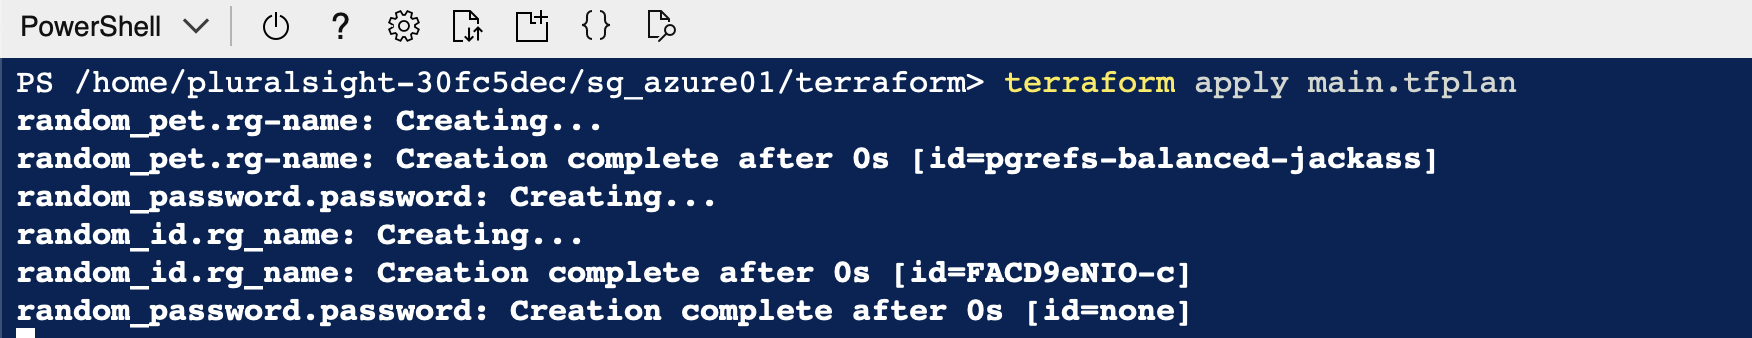 PowerShell
PS /home/pluralsight-30fc5dec/sg_azure01/terraform> terraform apply main.tfplan
random_pet.rg-name: Creating...
random_pet.rg-name: Creation complete after 0s [id=pgrefs-balanced-jackass]
random_password.password: Creating...
random_id.rg_name: Creating...
random_id.rg_name: Creation complete after 0s [id=FACD9eNIO-c]
random_password.password: Creation complete after 0s [id=none]